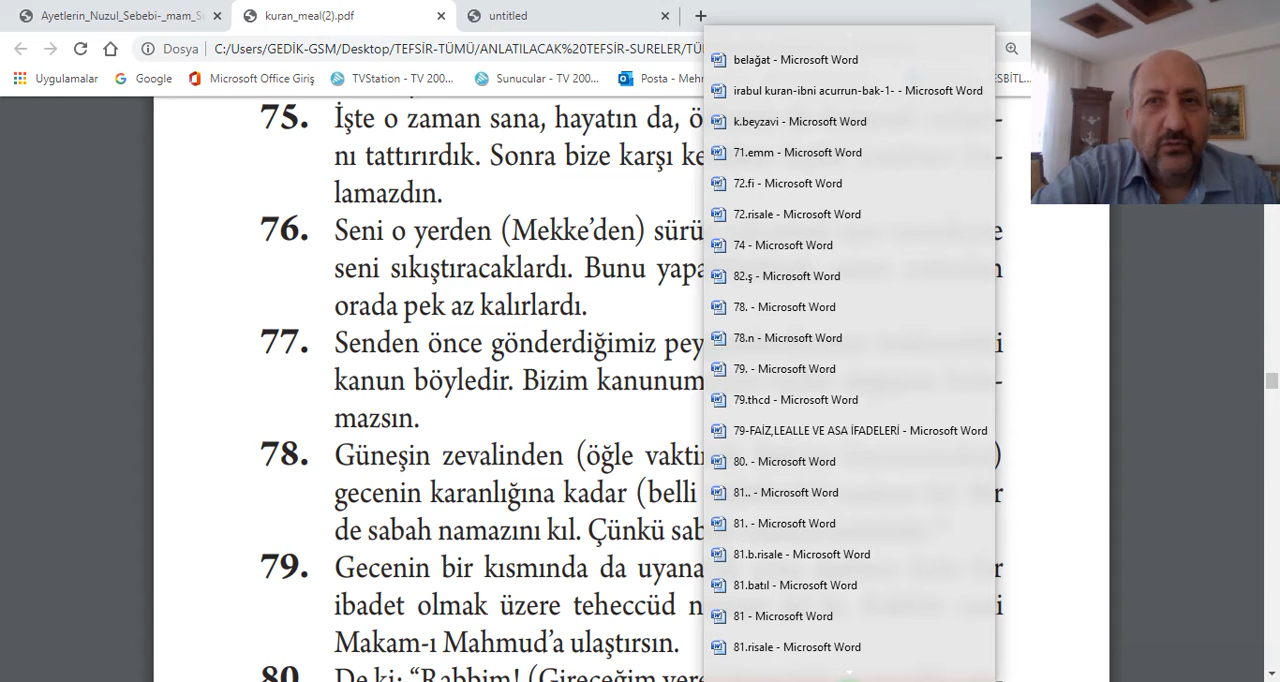 Ayetlerin_Nuzul_Sebebi-_mam_S
kuran_meal(2).pdf
untitled
Dosya
C:/Users/GEDİK-GSM/Desktop/TEFSİR-TÜMÜ/ANLATILACAK%20TEFSİR-SURELER/TÜ
Uygulamalar
Google
Microsoft Office Giriş
TVStation - TV 200...
Sunucular - TV 200...
Posta - Mehr
ESBİTL...
75. İşte o zaman sana, hayatın da, ö
nı tattırırdık. Sonra bize karşı ke
lamazdın.
76. Seni o yerden (Mekke’den) sürü
seni sıkıştıracaklardı. Bunu yapa
orada pek az kalırlardı.
77. Senden önce gönderdiğimiz pey
kanun böyledir. Bizim kanunum
mazsın.
78. Güneşin zevalinden (öğle vakti
gecenin karanlığına kadar (belli
de sabah namazını kıl. Çünkü sab
79. Gecenin bir kısmında da uyana
ibadet olmak üzere teheccüd n
Makam-ı Mahmud’a ulaştırsın.
80. De ki: “Rabbim! (Gireceğim yere
belağat - Microsoft Word
irabul kuran-ibni acurrun-bak-1- - Microsoft Word
k.beyzavi - Microsoft Word
71.emm - Microsoft Word
72.fi - Microsoft Word
72.risale - Microsoft Word
74 - Microsoft Word
82.ş - Microsoft Word
78. - Microsoft Word
78.n - Microsoft Word
79. - Microsoft Word
79.thcd - Microsoft Word
79-FAİZ,LEALLE VE ASA İFADELERİ - Microsoft Word
80. - Microsoft Word
81.. - Microsoft Word
81. - Microsoft Word
81.b.risale - Microsoft Word
81.batıl - Microsoft Word
81 - Microsoft Word
81.risale - Microsoft Word